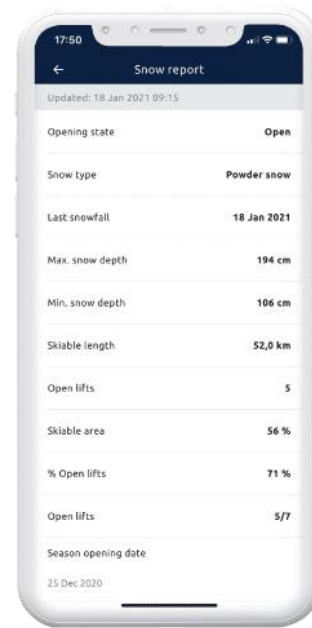 17:50
Snow report
Updated: 18 Jan 2021 09:15
Opening state Open
Snow type Powder snow
Last snowfall 18 Jan 2021
Max. snow depth 194 cm
Min. snow depth 106 cm
Skiable length 52,0 km
Open lifts 5
Skiable area 56 %
% Open lifts 71 %
Open lifts 5/7
Season opening date
25 Dec 2020